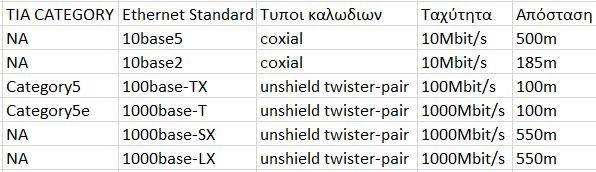 TIA CATEGORY Ethernet Standard Τυποι καλωδιων Ταχύτητα Απόσταση
NA 10base5 coxial 10Mbit/s 500m
NA 10base2 coxial 10Mbit/s 185m
Category5 100base-TX unshield twister-pair 100Mbit/s 100m
Category5e 1000base-T unshield twister-pair 1000Mbit/s 100m
NA 1000base-SX unshield twister-pair 1000Mbit/s 550m
NA 1000base-LX unshield twister-pair 1000Mbit/s 550m